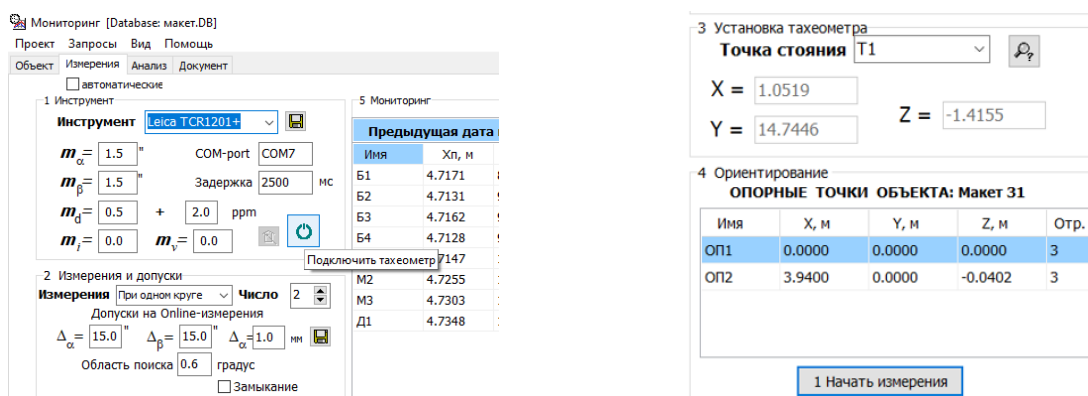 Мониторинг [Database: макет.DB]
Проект Запросы Вид Помощь
Объект Измерения Анализ Документ
автоматические
1 Инструмент
Инструмент Leica TCR1201+
mα= 1.5 " COM-port COM7
mβ= 1.5 " Задержка 2500 мс
md= 0.5 + 2.0 ppm
mi= 0.0 mv= 0.0
Подключить тахеометр
2 Измерения и допуски
Измерения При одном круге Число 2
Допуски на Online-измерения
Δα= 15.0 " Δβ= 15.0 " Δα= 1.0 мм
Область поиска 0.6 градус
Замыкание
5 Мониторинг
Предыдущая дата
Имя Хп, м
Б1 4.7171
Б2 4.7131
Б3 4.7162
Б4 4.7128
7147
М2 4.7255
М3 4.7303
Д1 4.7348
3 Установка тахеометра
Точка стояния Т1
X = 1.0519
Y = 14.7446
Z = -1.4155
4 Ориентирование
ОПОРНЫЕ ТОЧКИ ОБЪЕКТА: Макет 31
Имя X, м Y, м Z, м Отр.
ОП1 0.0000 0.0000 0.0000 3
ОП2 3.9400 0.0000 -0.0402 3
1 Начать измерения